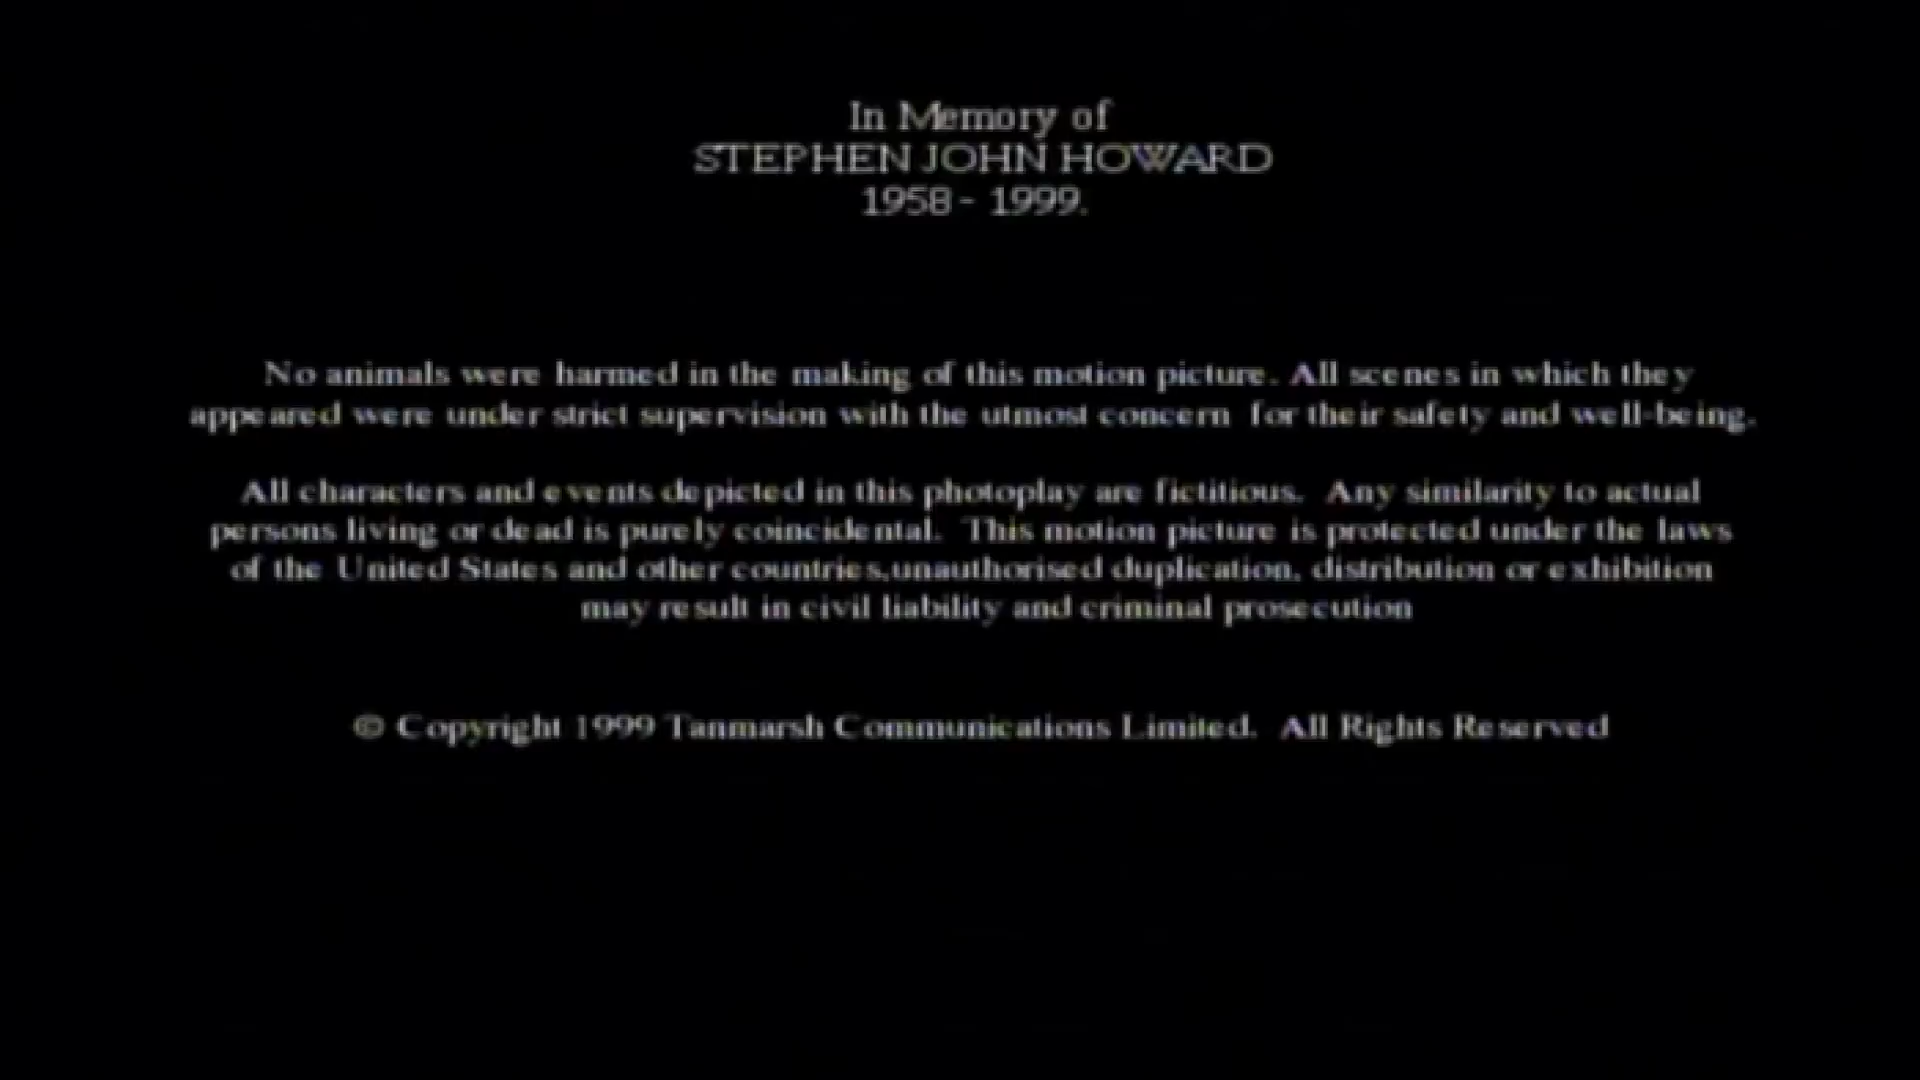 In Memory of
STEPHEN JOHN HOWARD
1958 - 1999.
No animals were harmed in the making of this motion picture. All scenes in which they
appeared were under strict supervision with the utmost concern for their safety and well-being.
All characters and events depicted in this photoplay are fictitious. Any similarity to actual
persons living or dead is purely coincidental. This motion picture is protected under the laws
of the United States and other countries,unauthorised duplication, distribution or exhibition
may result in civil liability and criminal prosecution
© Copyright 1999 Tanmarsh Communications Limited. All Rights Reserved